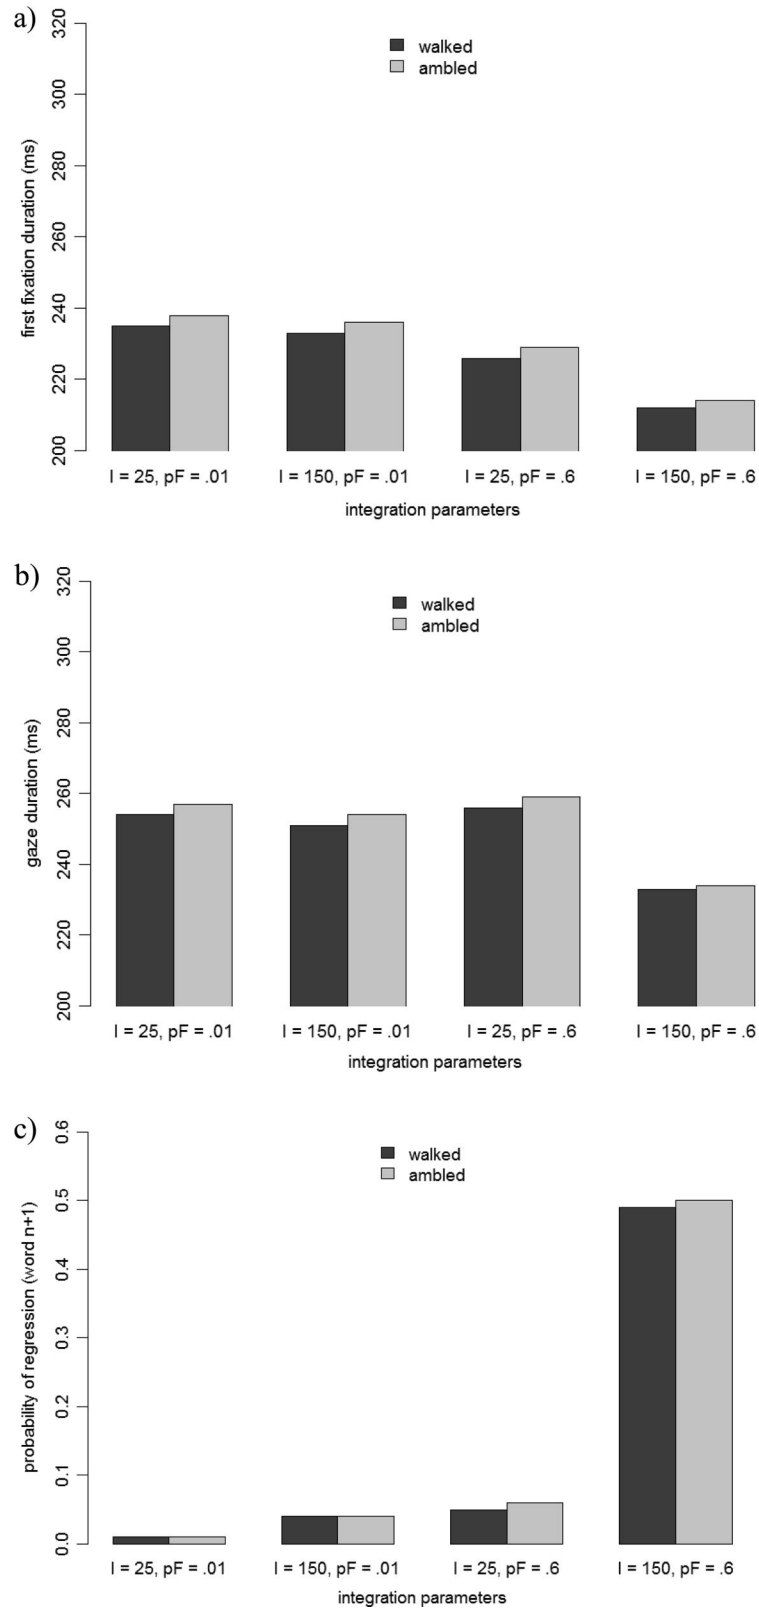 a)
walked
ambled
first fixation duration (ms)
320
300
280
260
240
220
200
I = 25, pF = .01
I = 150, pF = .01
I = 25, pF = .6
I = 150, pF = .6
integration parameters
b)
walked
ambled
gaze duration (ms)
320
300
280
260
240
220
200
I = 25, pF = .01
I = 150, pF = .01
I = 25, pF = .6
I = 150, pF = .6
integration parameters
c)
walked
ambled
probability of regression (word n+1)
0.6
0.5
0.4
0.3
0.2
0.1
0.0
I = 25, pF = .01
I = 150, pF = .01
I = 25, pF = .6
I = 150, pF = .6
integration parameters